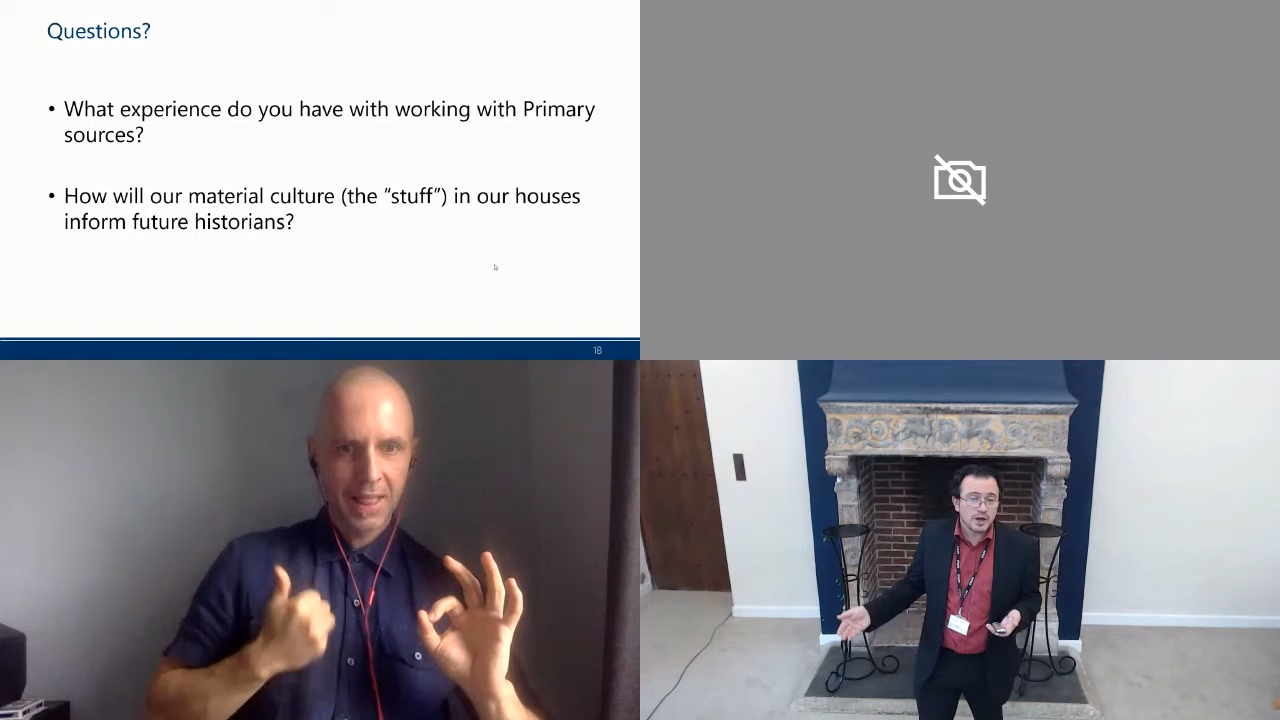 Questions?
• What experience do you have with working with Primary
sources?
• How will our material culture (the “stuff”) in our houses
inform future historians?
18